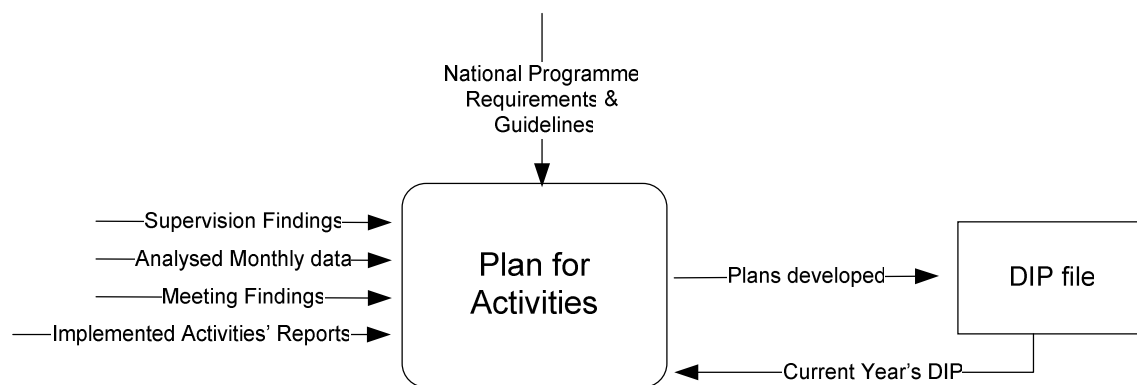 National Programme
Requirements &
Guidelines
Supervision Findings
Analysed Monthly data
Meeting Findings
Implemented Activities' Reports
Plan for
Activities
Plans developed
DIP file
Current Year's DIP